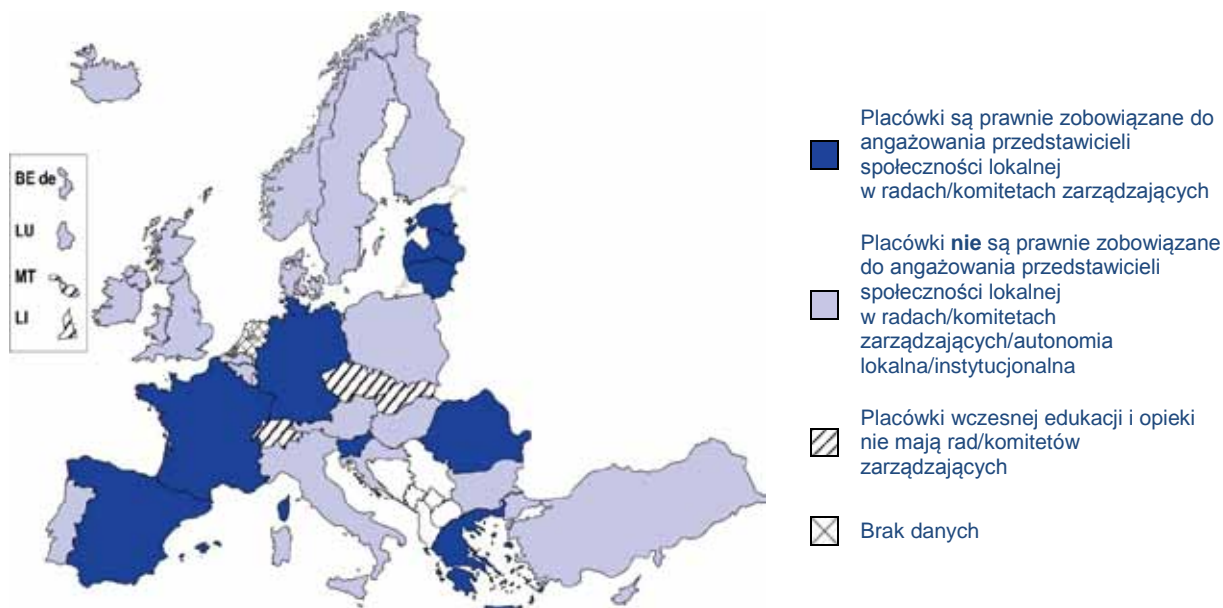 BE de
LU
MT
LI
Placówki są prawnie zobowiązane do
angażowania przedstawicieli
społeczności lokalnej
w radach/komitetach zarządzających
Placówki nie są prawnie zobowiązane
do angażowania przedstawicieli
społeczności lokalnej
w radach/komitetach
zarządzających/autonomia
lokalna/instytucjonalna
Placówki wczesnej edukacji i opieki
nie mają rad/komitetów
zarządzających
Brak danych